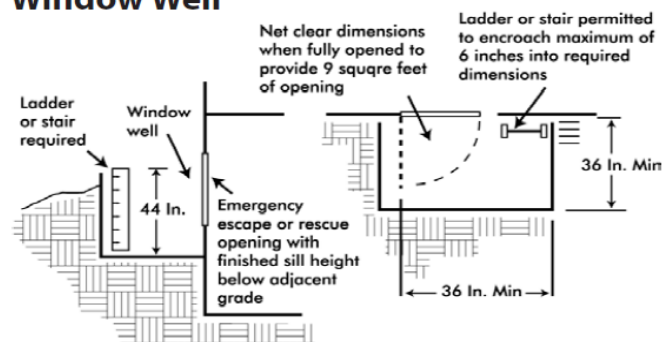 Window Well
Net clear dimensions
when fully opened to
provide 9 squqre feet
of opening
Ladder or stair permitted
to encroach maximum of
6 inches into required
dimensions
Ladder
or stair
required
Window
well
44 In.
Emergency
escape or rescue
opening with
finished sill height
below adjacent
grade
36 In. Min
36 In. Min